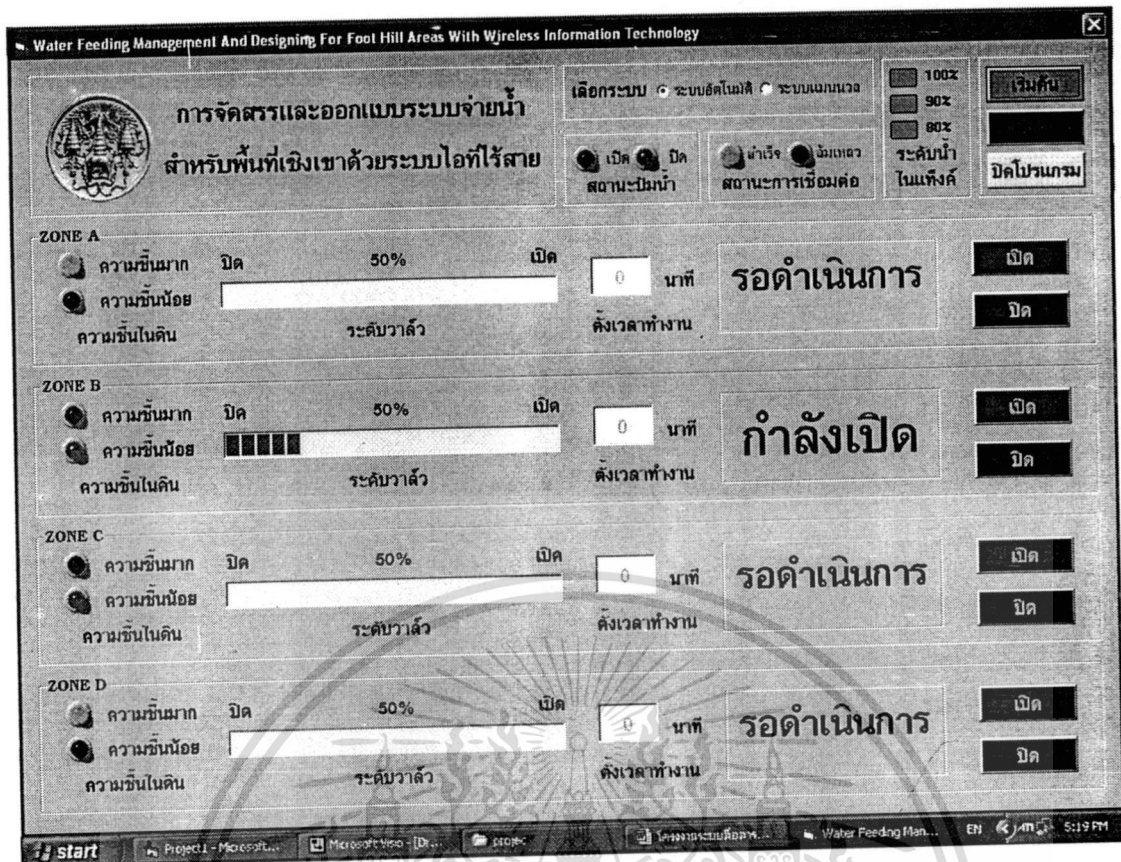 Water Feeding Management And Designing For Foot Hill Areas With Wireless Information Technology
การจัดสรรและออกแบบระบบจ่ายน้ำ
สำหรับพื้นที่เชิงเขาด้วยระบบไอทีไร้สาย
เลือกระบบ ระบบอัตโนมัติ ระบบแมนนวล
เปิด ปิด
สถานะปั๊มน้ำ
สำเร็จ ล้มเหลว
สถานะการเชื่อมต่อ
100%
90%
80%
ระดับน้ำ
ในแท็งค์
เริ่มต้น
ปิดโปรแกรม
ZONE A
ความชื้นมาก
ความชื้นน้อย
ความชื้นในดิน
ปิด 50% เปิด
ระดับวาล์ว
0 นาที
ตั้งเวลาทำงาน
รอดำเนินการ
เปิด
ปิด
ZONE B
ความชื้นมาก
ความชื้นน้อย
ความชื้นในดิน
ปิด 50% เปิด
ระดับวาล์ว
0 นาที
ตั้งเวลาทำงาน
กำลังเปิด
เปิด
ปิด
ZONE C
ความชื้นมาก
ความชื้นน้อย
ความชื้นในดิน
ปิด 50% เปิด
ระดับวาล์ว
0 นาที
ตั้งเวลาทำงาน
รอดำเนินการ
เปิด
ปิด
ZONE D
ความชื้นมาก
ความชื้นน้อย
ความชื้นในดิน
ปิด 50% เปิด
ระดับวาล์ว
0 นาที
ตั้งเวลาทำงาน
รอดำเนินการ
เปิด
ปิด
start Project1 - Microsoft... Microsoft Visio - [Dr... project Water Feeding Man... EN 5:19 PM